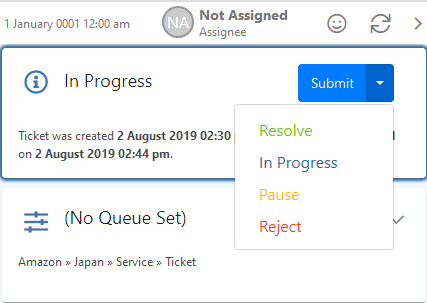 1 January 0001 12:00 am
NA
Not Assigned
Assignee
In Progress
Submit
Ticket was created 2 August 2019 02:30
on 2 August 2019 02:44 pm.
Resolve
In Progress
Pause
Reject
(No Queue Set)
Amazon » Japan » Service » Ticket